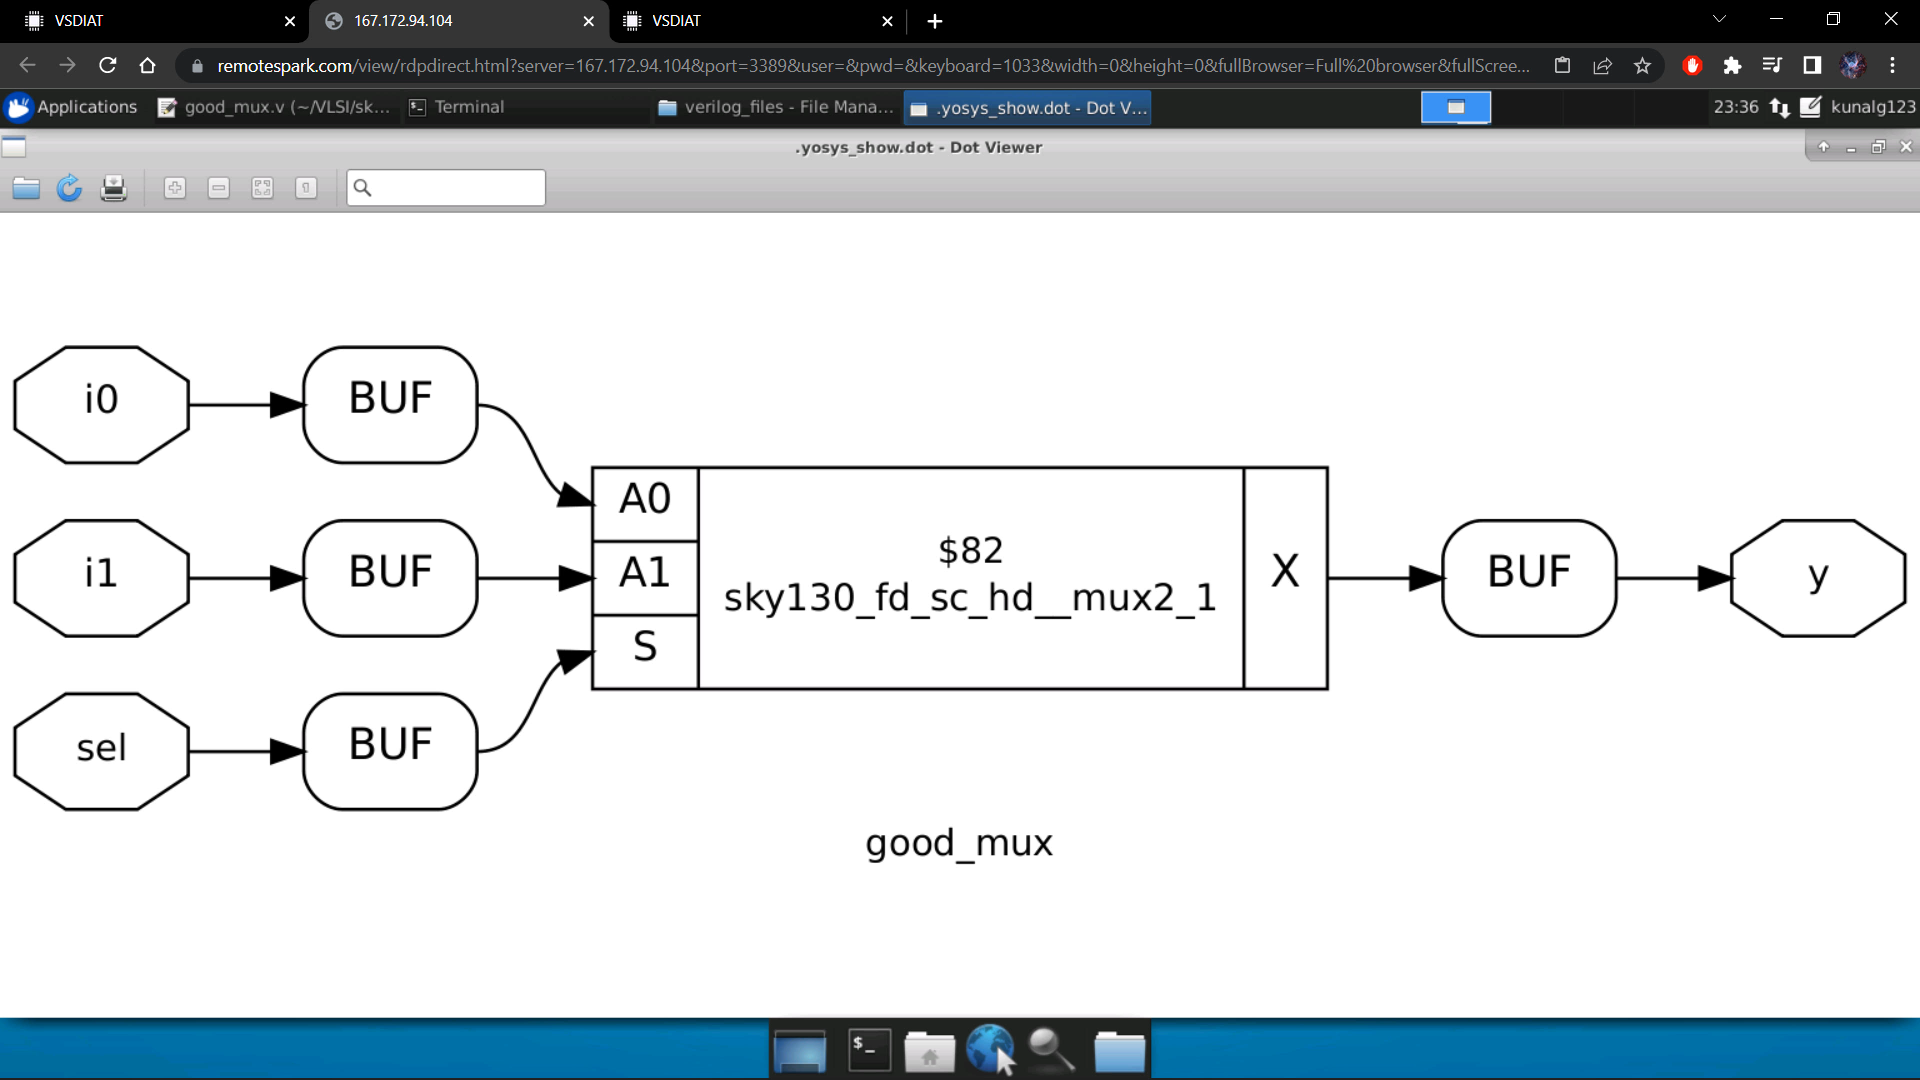 VSDIAT
167.172.94.104
VSDIAT
remotespark.com/view/rdpdirect.html?server=167.172.94.104&port=3389&user=&pwd=&keyboard=1033&width=0&height=0&fullBrowser=Full%20browser&fullScree...
Applications
good_mux.v (~/VLSI/sk...
Terminal
verilog_files - File Mana...
.yosys_show.dot - Dot V...
23:36
kunalg123
.yosys_show.dot - Dot Viewer
i0
BUF
A0
i1
BUF
A1
$82
sky130_fd_sc_hd__mux2_1
X
BUF
y
S
sel
BUF
good_mux
$_